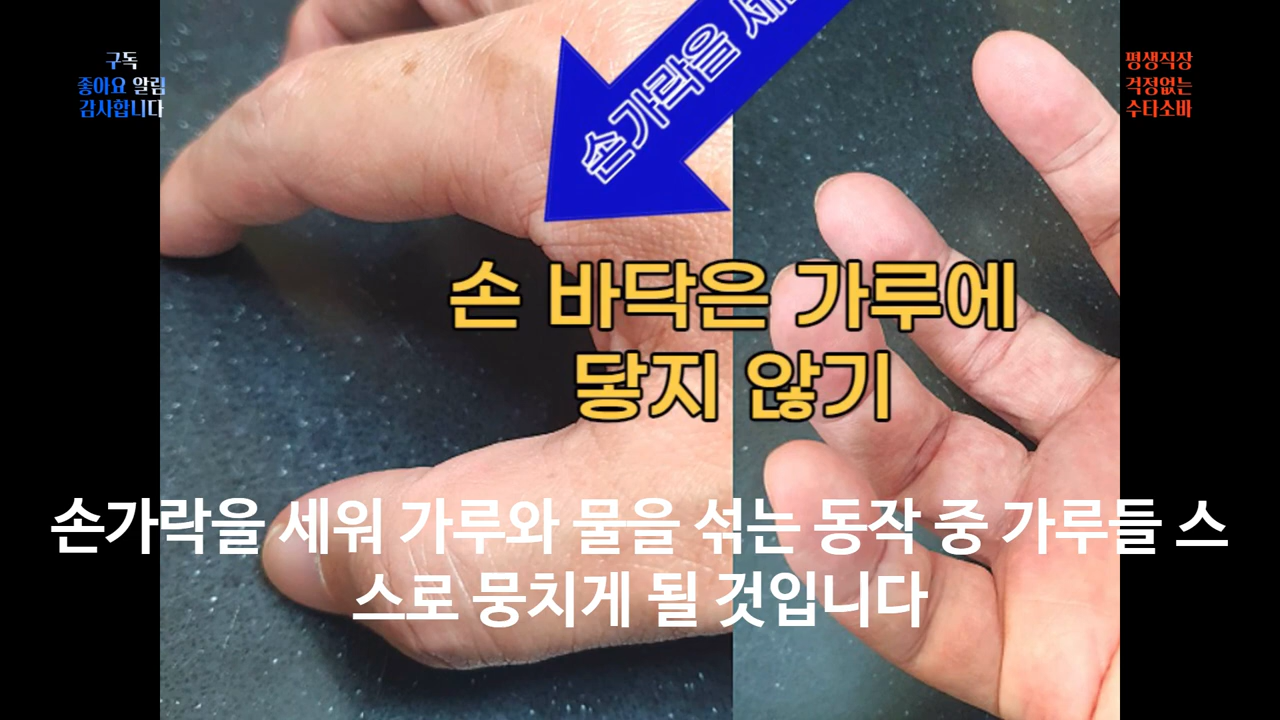 구독
좋아요 알림
감사합니다
평생직장
걱정없는
수타소바
손가락을
손 바닥은 가루에
닿지 않기
손가락을 세워 가루와 물을 섞는 동작 중 가루들 스
스로 뭉치게 될 것입니다